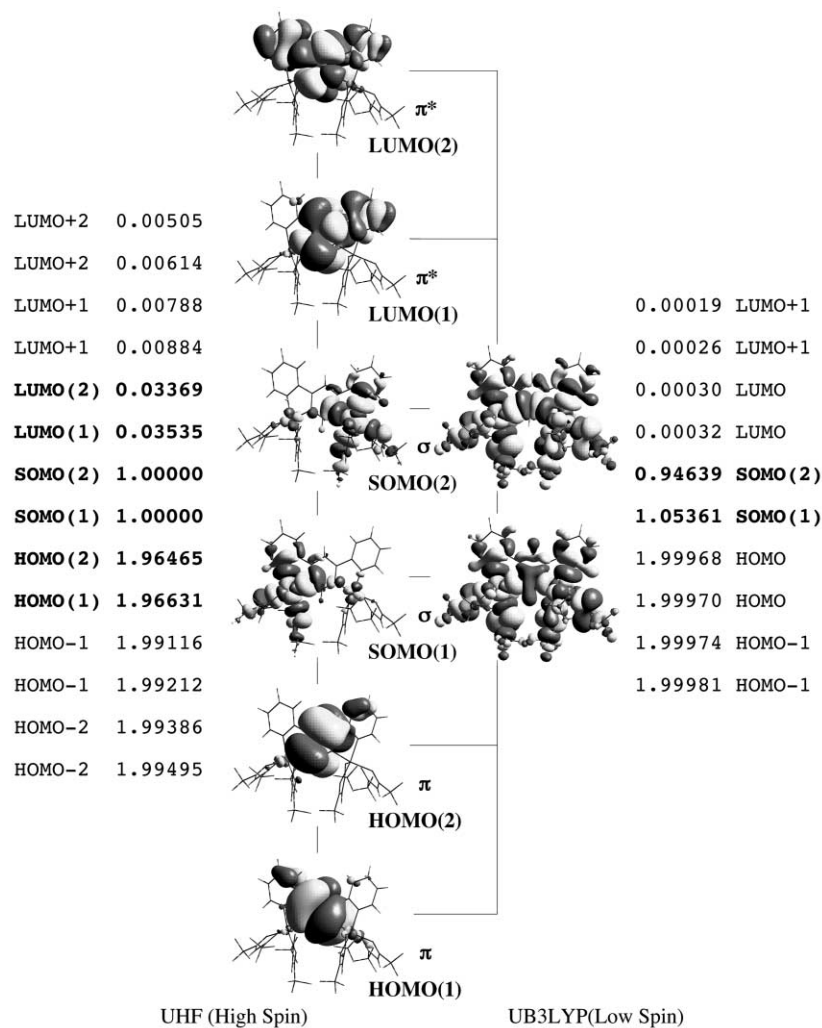 π*
LUMO(2)
LUMO+2 0.00505
LUMO+2 0.00614
LUMO+1 0.00788
LUMO+1 0.00884
LUMO(2) 0.03369
LUMO(1) 0.03535
SOMO(2) 1.00000
SOMO(1) 1.00000
HOMO(2) 1.96465
HOMO(1) 1.96631
HOMO-1 1.99116
HOMO-1 1.99212
HOMO-2 1.99386
HOMO-2 1.99495
π*
LUMO(1)
σ
SOMO(2)
σ
SOMO(1)
π
HOMO(2)
π
HOMO(1)
0.00019 LUMO+1
0.00026 LUMO+1
0.00030 LUMO
0.00032 LUMO
0.94639 SOMO(2)
1.05361 SOMO(1)
1.99968 HOMO
1.99970 HOMO
1.99974 HOMO-1
1.99981 HOMO-1
UHF (High Spin)
UB3LYP(Low Spin)